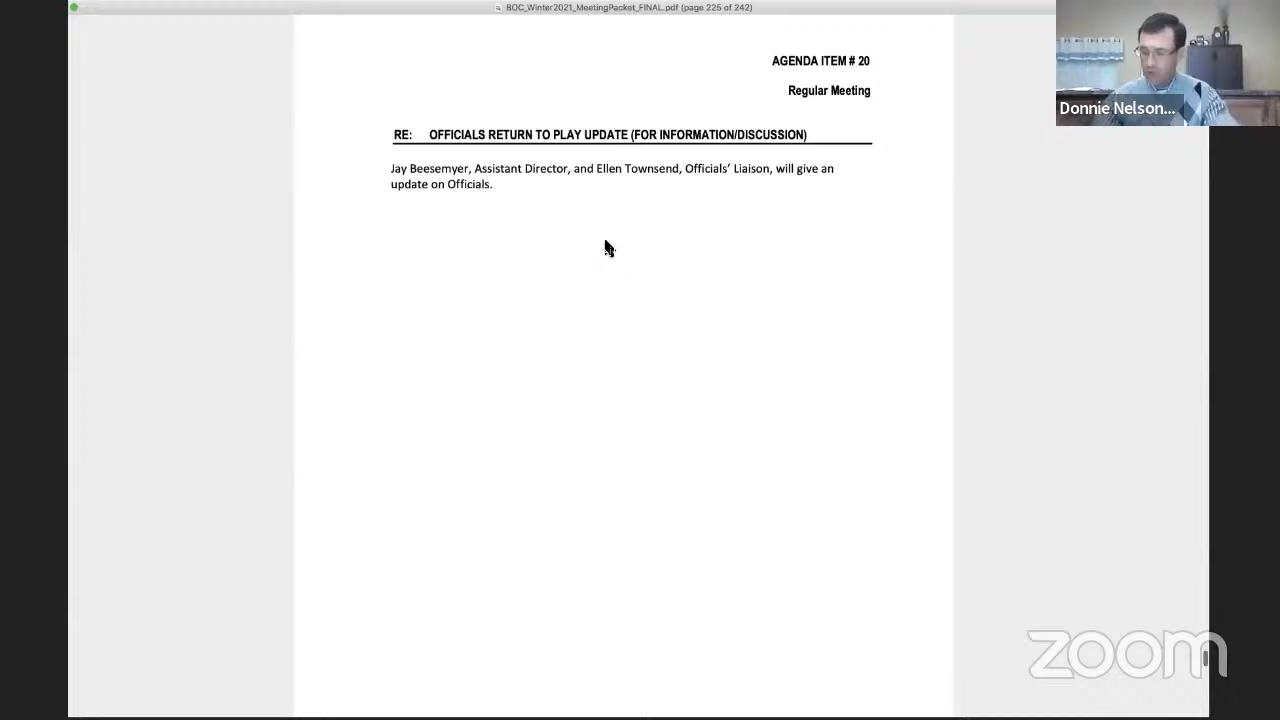 BOC_Winter2021_MeetingPacket_FINAL.pdf (page 225 of 242)
AGENDA ITEM # 20
Regular Meeting
Donnie Nelson...
RE: OFFICIALS RETURN TO PLAY UPDATE (FOR INFORMATION/DISCUSSION)
Jay Beesemyer, Assistant Director, and Ellen Townsend, Officials’ Liaison, will give an
update on Officials.
zoom